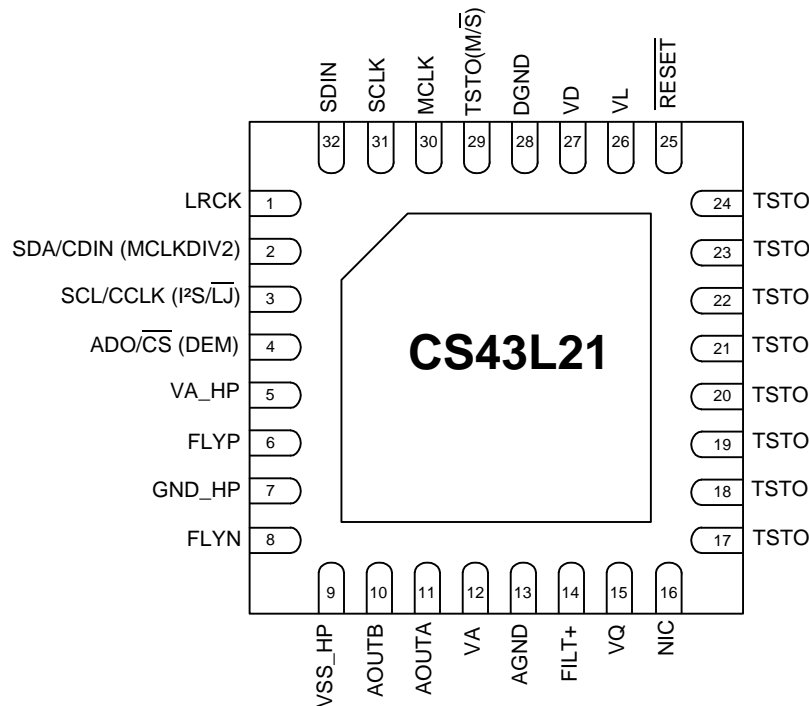 SDIN
SCLK
MCLK
TSTO(M/S̅)
DGND
VD
VL
R̅E̅S̅E̅T̅
32
31
30
29
28
27
26
25
LRCK 1
SDA/CDIN (MCLKDIV2) 2
SCL/CCLK (I²S/L̅J̅) 3
ADO/C̅S̅ (DEM) 4
VA_HP 5
FLYP 6
GND_HP 7
FLYN 8
CS43L21
24 TSTO
23 TSTO
22 TSTO
21 TSTO
20 TSTO
19 TSTO
18 TSTO
17 TSTO
9
10
11
12
13
14
15
16
VSS_HP
AOUTB
AOUTA
VA
AGND
FILT+
VQ
NIC